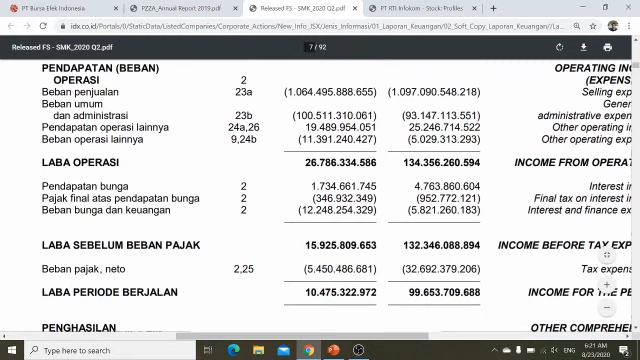 PT Bursa Efek Indonesia
PZZA_Annual Report 2019.pdf
Released FS - SMK_2020 Q2.pdf
PT RTI Infokom - Stock : Profiles
idx.co.id/Portals/0/StaticData/ListedCompanies/Corporate_Actions/New_Info_JSX/Jenis_Informasi/01_Laporan_Keuangan/02_Soft_Copy_Laporan_Keuangan//La
Released FS - SMK_2020 Q2.pdf
7 / 92
PENDAPATAN (BEBAN) OPERATING INC
OPERASI 2 (EXPENS
Beban penjualan 23a (1.064.495.888.655) (1.097.090.548.218) Selling exp
Beban umum Gener
dan administrasi 23b (100.511.310.061) (93.147.113.551) administrative expen
Pendapatan operasi lainnya 24a,26 19.489.954.051 25.246.714.522 Other operating in
Beban operasi lainnya 9,24b (11.391.240.427) (5.029.313.293) Other operating exp
LABA OPERASI 26.786.334.586 134.356.260.594 INCOME FROM OPERAT
Pendapatan bunga 2 1.734.661.745 4.763.860.604 Interest in
Pajak final atas pendapatan bunga 2 (346.932.349) (952.772.121) Final tax on interest in
Beban bunga dan keuangan 2 (12.248.254.329) (5.821.260.183) Interest and finance ex
LABA SEBELUM BEBAN PAJAK 15.925.809.653 132.346.088.894 INCOME BEFORE TAX EXP
Beban pajak, neto 2,25 (5.450.486.681) (32.692.379.206) Tax expens
LABA PERIODE BERJALAN 10.475.322.972 99.653.709.688 INCOME FOR THE PE
PENGHASILAN OTHER COMPREHE
Type here to search
6:21 AM
8/23/2020